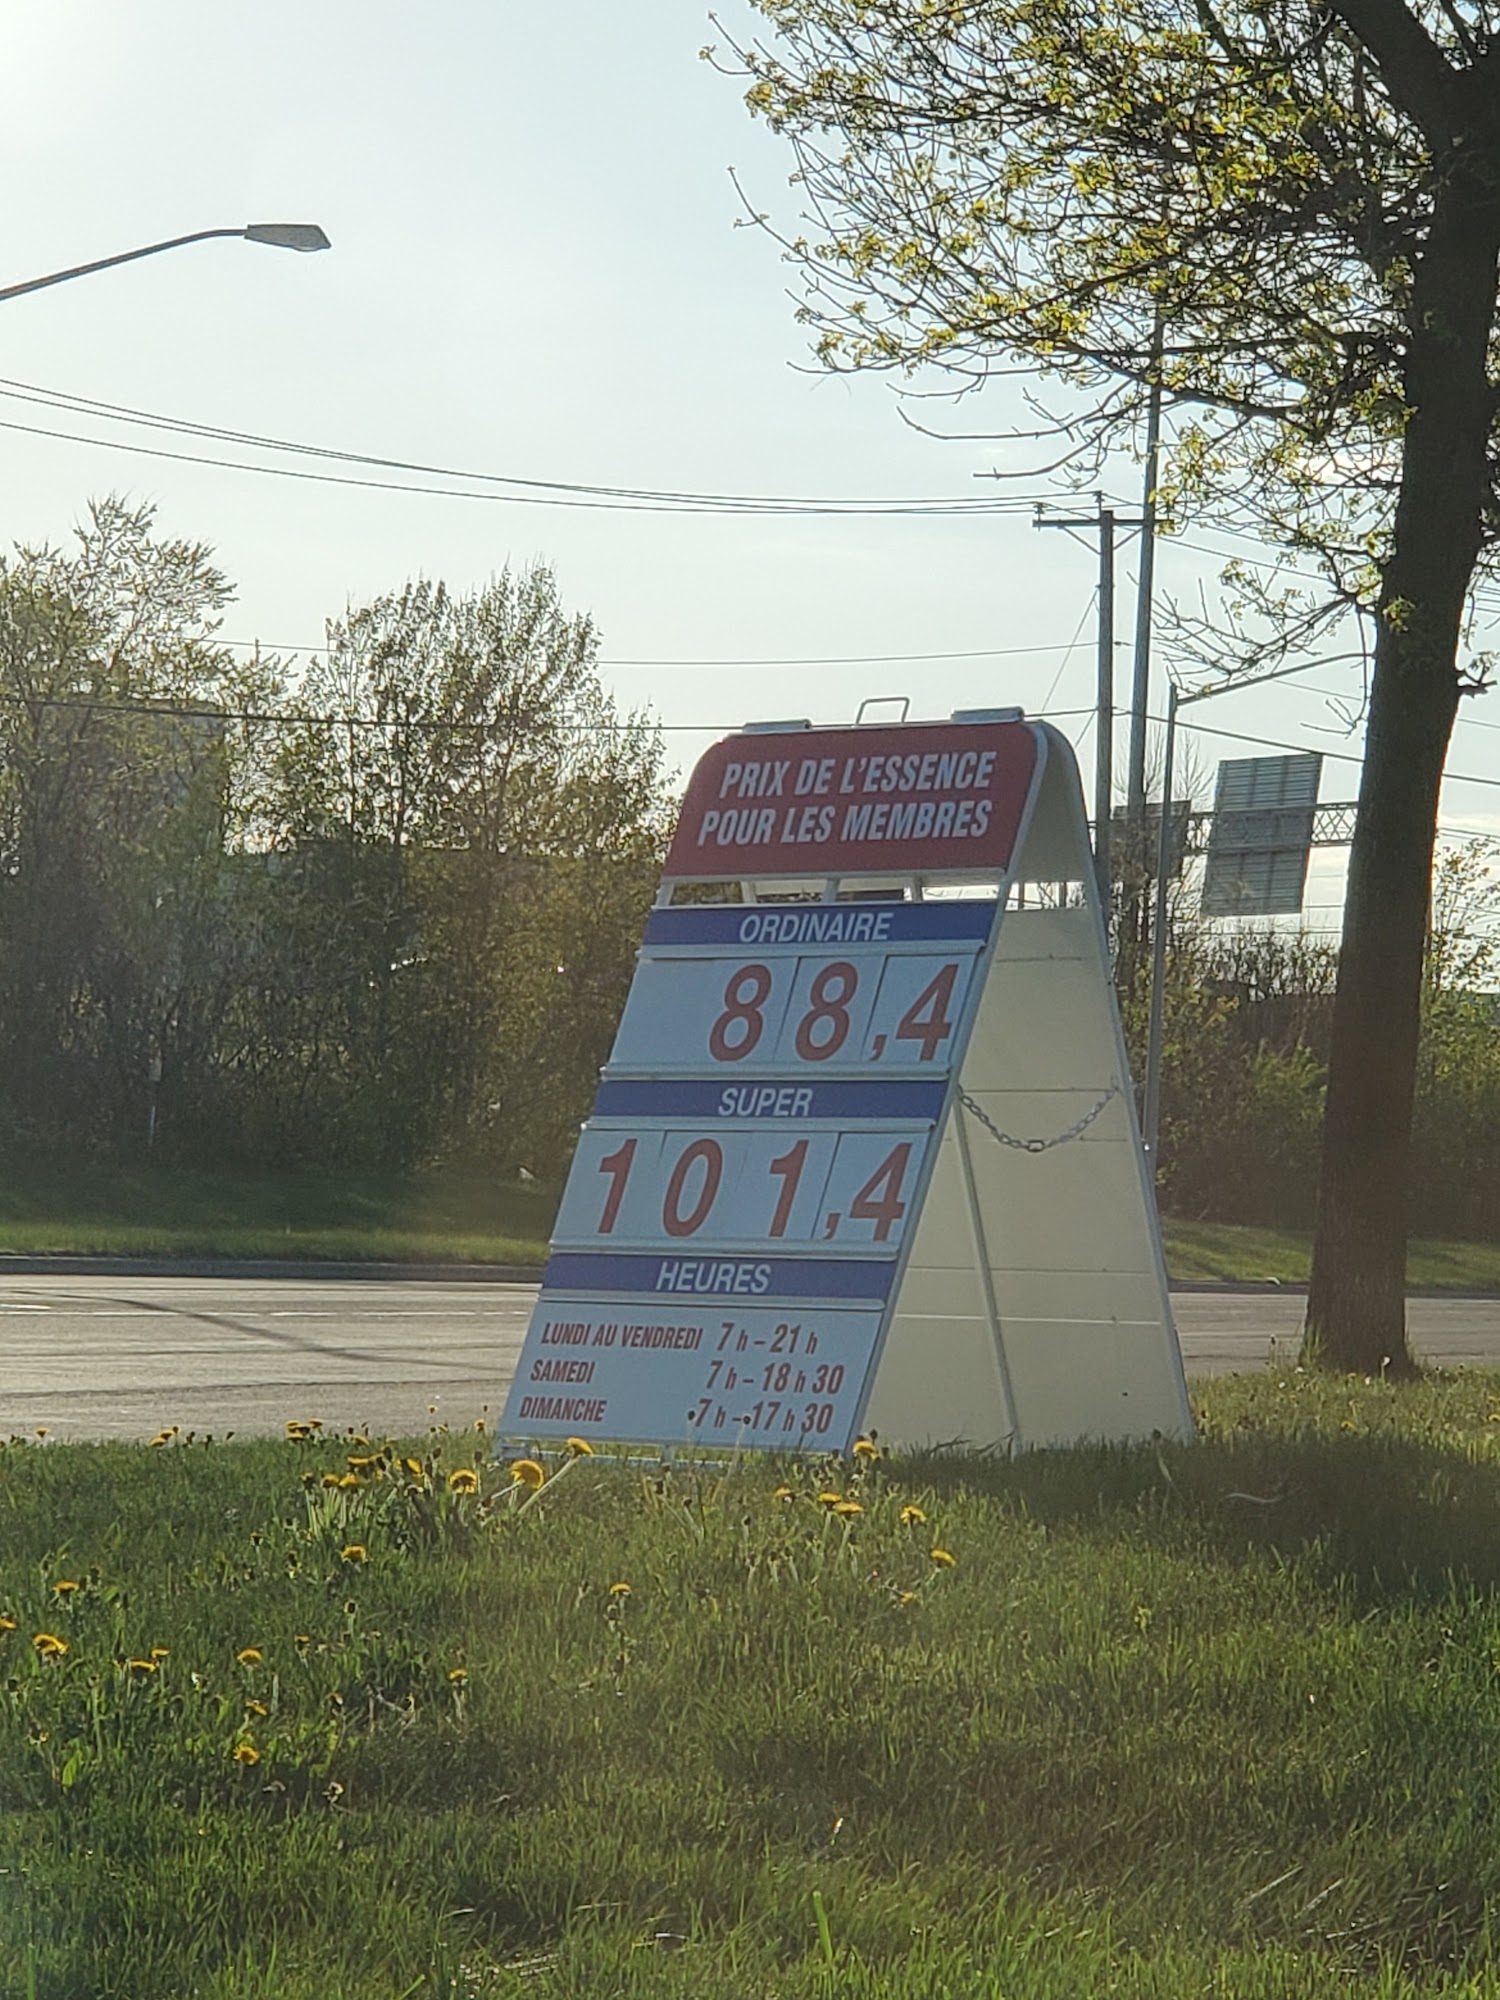 PRIX DE L'ESSENCE
POUR LES MEMBRES
ORDINAIRE
88,4
SUPER
101,4
HEURES
LUNDI AU VENDREDI 7 h – 21 h
SAMEDI 7 h – 18 h 30
DIMANCHE 7 h – 17 h 30